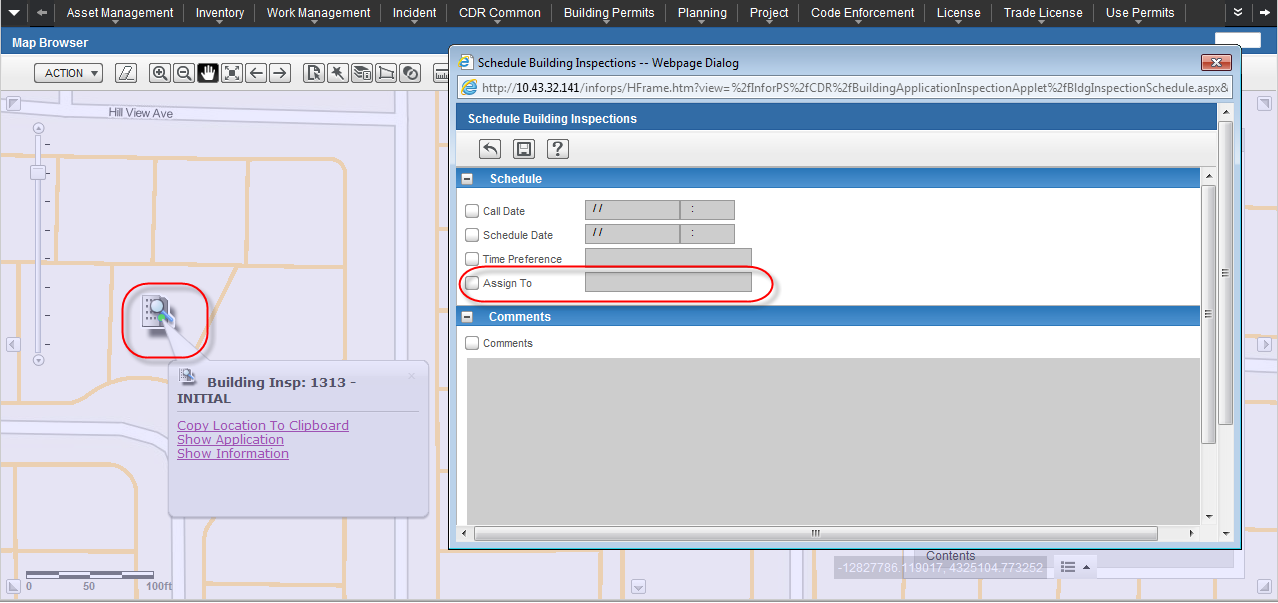 Asset Management Inventory Work Management Incident CDR Common Building Permits Planning Project Code Enforcement License Trade License Use Permits
Map Browser
ACTION
Hill View Ave
Building Insp: 1313 -
INITIAL
Copy Location To Clipboard
Show Application
Show Information
0 50 100ft
Schedule Building Inspections -- Webpage Dialog
http://10.43.32.141/inforps/HFrame.htm?view=%2fInforPS%2fCDR%2fBuildingApplicationInspectionApplet%2fBldgInspectionSchedule.aspx&
Schedule Building Inspections
?
Schedule
Call Date // :
Schedule Date // :
Time Preference
Assign To
Comments
Comments
Contents
-12827786.119017, 4325104.773252